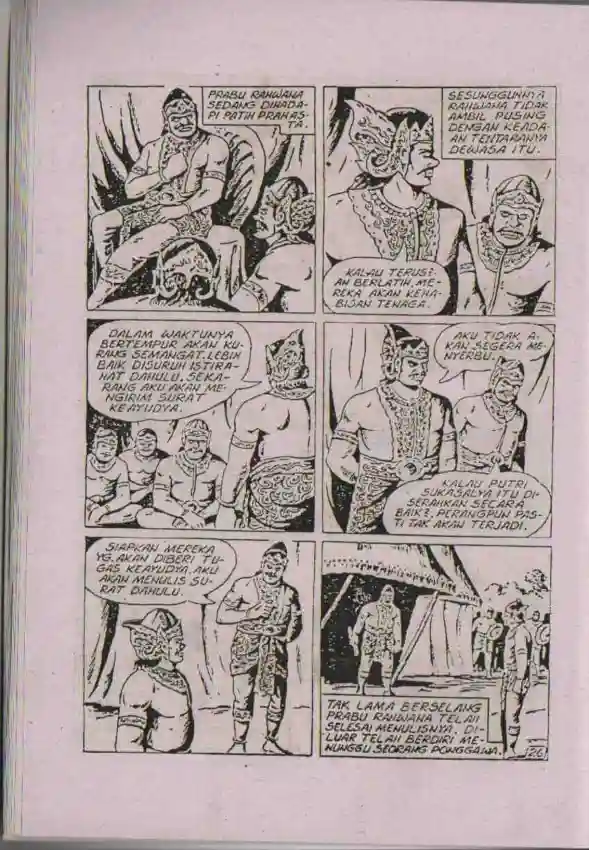 PRABU RAHWANA
SEDANG DIHADA-
PI PATIH PRAHAS-
TA.
SESUNGGUHNYA
RAHWANA TIDAK
AMBIL PUSING
DENGAN KEADA-
AN TENTARANYA
DEWASA ITU.
KALAU TERUS2
AN BERLATIH, ME-
REKA AKAN KEHA-
BISAN TENAGA.
DALAM WAKTUNYA
BERTEMPUR AKAN KU-
RANG SEMANGAT. LEBIH
BAIK DISURUH ISTIRA-
HAT DAHULU. SEKA-
RANG AKU AKAN ME-
NGIRIM SURAT
KEAYUDYA.
AKU TIDAK A-
KAN SEGERA ME-
NYERBU.
KALAU PUTRI
SUKASALYA ITU DI-
SERAHKAN SECARA
BAIK2, PERANGPUN PAS-
TI TAK AKAN TERJADI.
SIAPKAN MEREKA
YG. AKAN DIBERI TU-
GAS KEAYUDYA. AKU
AKAN MENULIS SU-
RAT DAHULU.
TAK LAMA BERSELANG
PRABU RAHWANA TELAH
SELESAI MENULISNYA. DI-
LUAR TELAH BERDIRI ME-
NUNGGU SEORANG PONGGAWA.
26